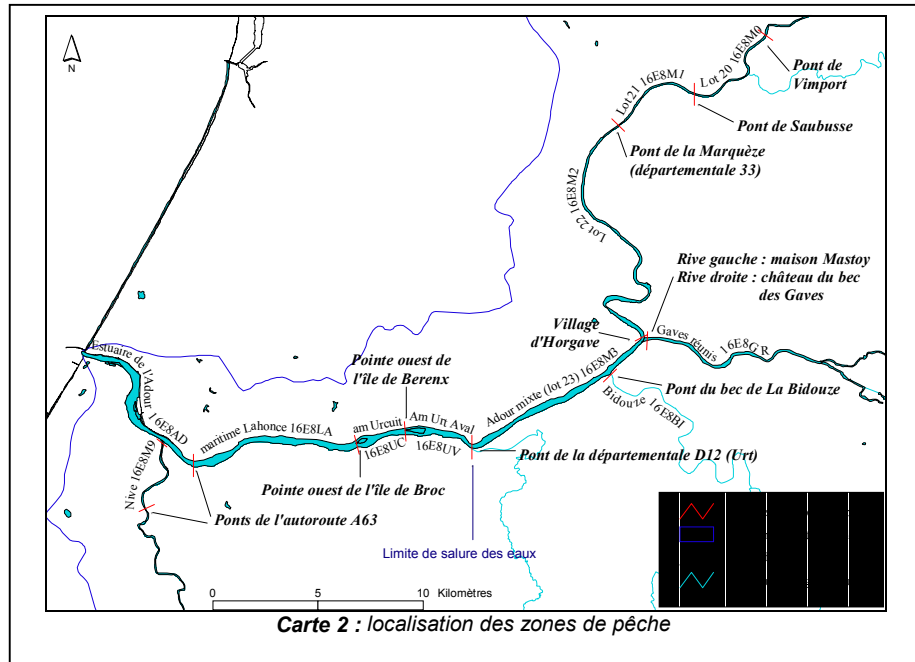 N
Lot 20 16E8M0
Pont de
Vimport
Lot 21 16E8M1
Pont de Saubusse
Pont de la Marquèze
(départementale 33)
Lot 22 16E8M2
Rive gauche : maison Mastoy
Rive droite : château du bec
des Gaves
Village
d'Horgave
Gaves réunis 16E8GR
Estuaire de l'Adour 16E8AD
Pointe ouest de
l'île de Berenx
Adour mixte (lot 23) 16E8M3
Pont du bec de La Bidouze
Bidouze 16E8BI
maritime Lahonce 16E8LA
am Urcuit
16E8UC
Am Urt Aval
16E8UV
Pont de la départementale D12 (Urt)
Nive 16E8M9
Pointe ouest de l'île de Broc
Ponts de l'autoroute A63
Limite de salure des eaux
0 5 10 Kilomètres
Carte 2 : localisation des zones de pêche